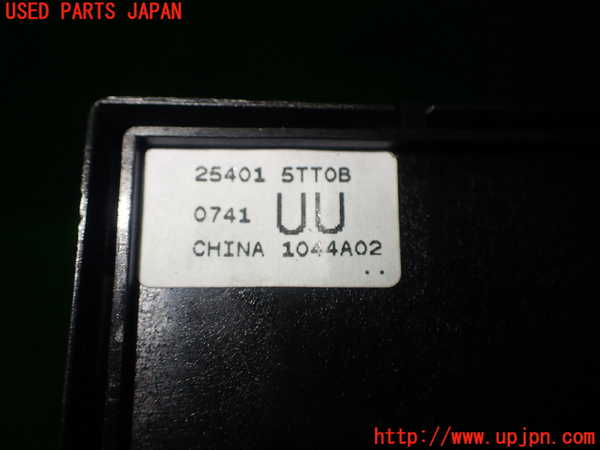 USED PARTS JAPAN
25401 5TT0B
0741 UU
CHINA 1044A02
http://www.upjpn.com